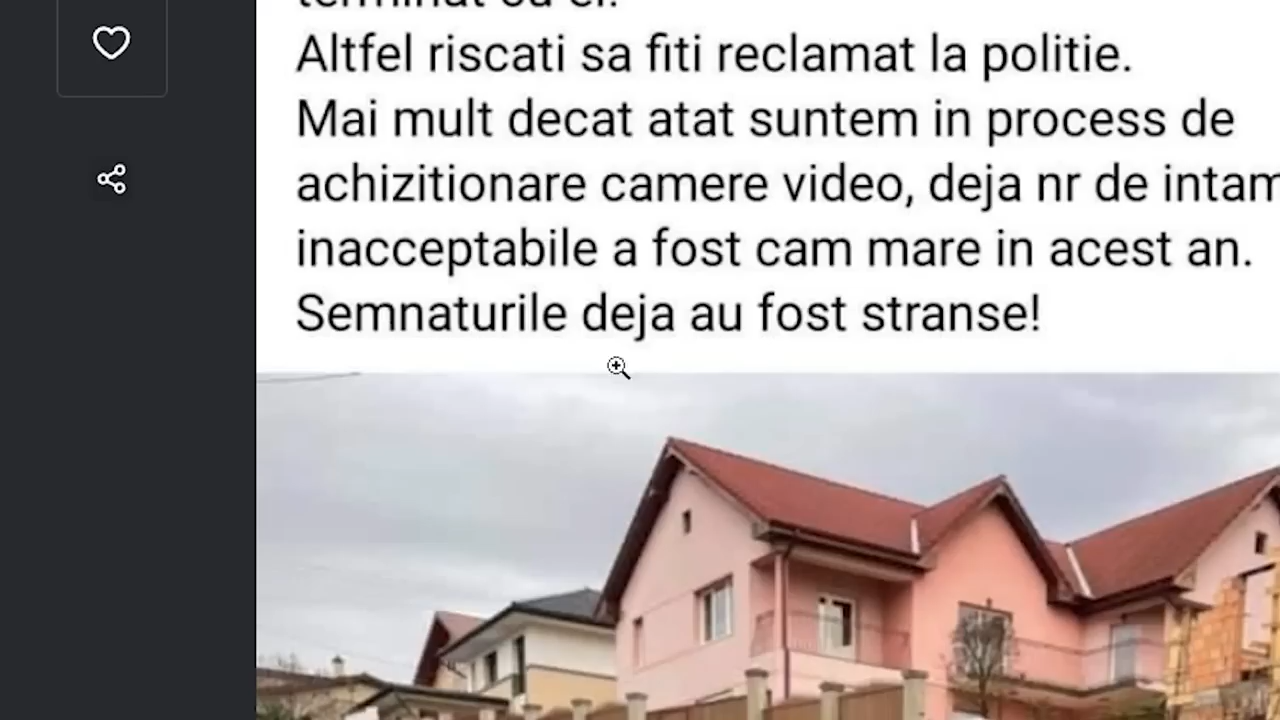 Altfel riscati sa fiti reclamat la politie.
Mai mult decat atat suntem in process de
achizitionare camere video, deja nr de intam
inacceptabile a fost cam mare in acest an.
Semnaturile deja au fost stranse!